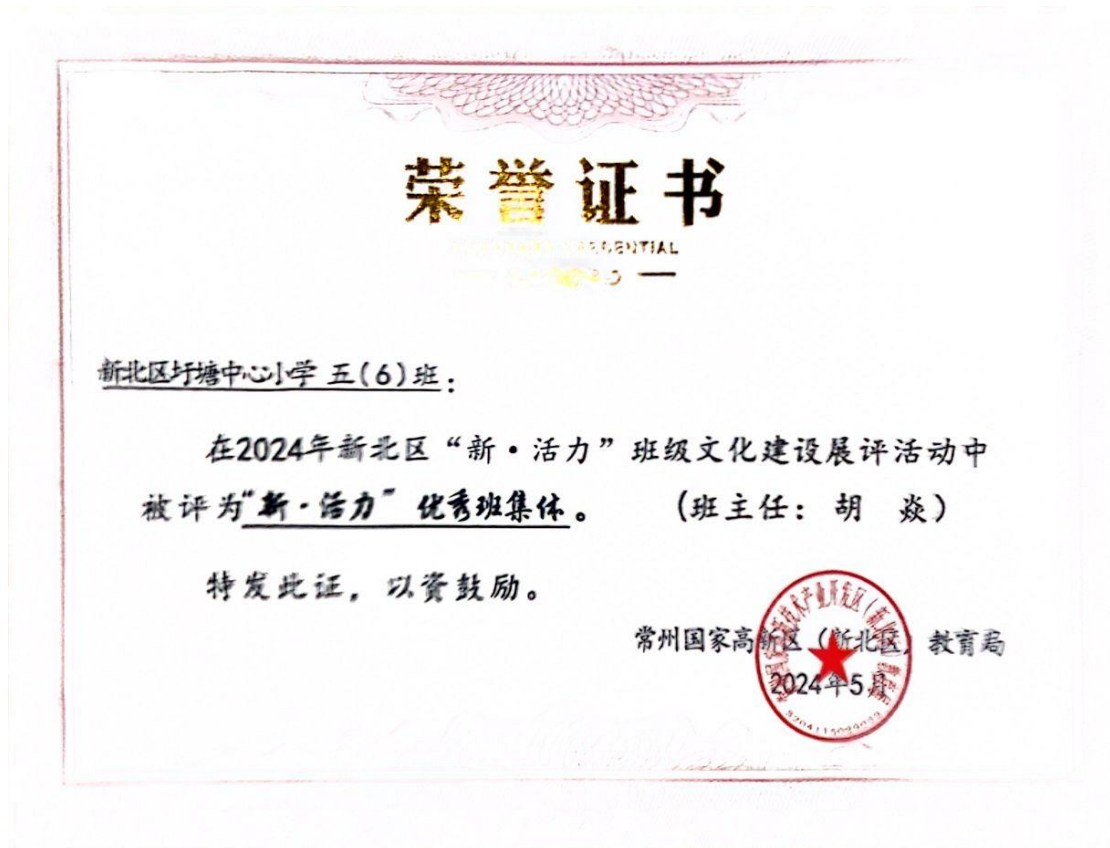 荣誉证书
新北区圩塘中心小学 五(6)班：
在2024年新北区“新·活力”班级文化建设展评活动中
被评为“新·活力”优秀班集体。 （班主任：胡 焱）
特发此证，以资鼓励。
常州国家高新区（新北区）教育局
2024年5月